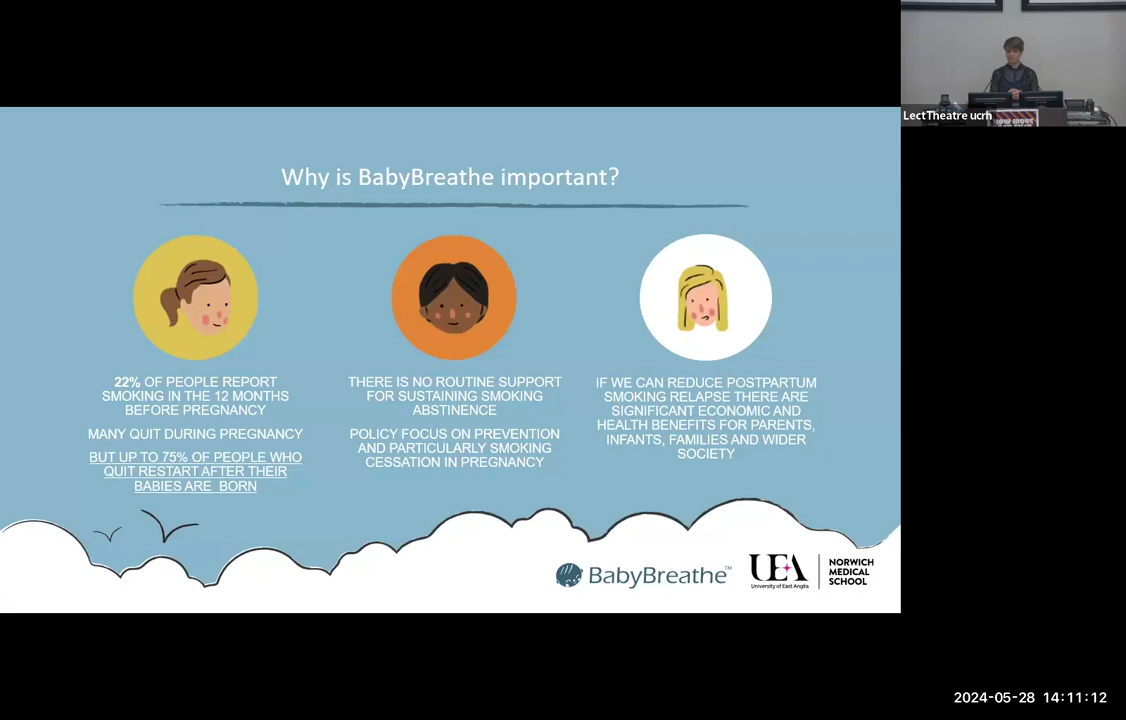 LectTheatre ucrh
Why is BabyBreathe important?
22% OF PEOPLE REPORT
SMOKING IN THE 12 MONTHS
BEFORE PREGNANCY
MANY QUIT DURING PREGNANCY
BUT UP TO 75% OF PEOPLE WHO
QUIT RESTART AFTER THEIR
BABIES ARE BORN
THERE IS NO ROUTINE SUPPORT
FOR SUSTAINING SMOKING
ABSTINENCE
POLICY FOCUS ON PREVENTION
AND PARTICULARLY SMOKING
CESSATION IN PREGNANCY
IF WE CAN REDUCE POSTPARTUM
SMOKING RELAPSE THERE ARE
SIGNIFICANT ECONOMIC AND
HEALTH BENEFITS FOR PARENTS,
INFANTS, FAMILIES AND WIDER
SOCIETY
BabyBreathe™
UEA
University of East Anglia
NORWICH
MEDICAL
SCHOOL
2024-05-28 14:11:12